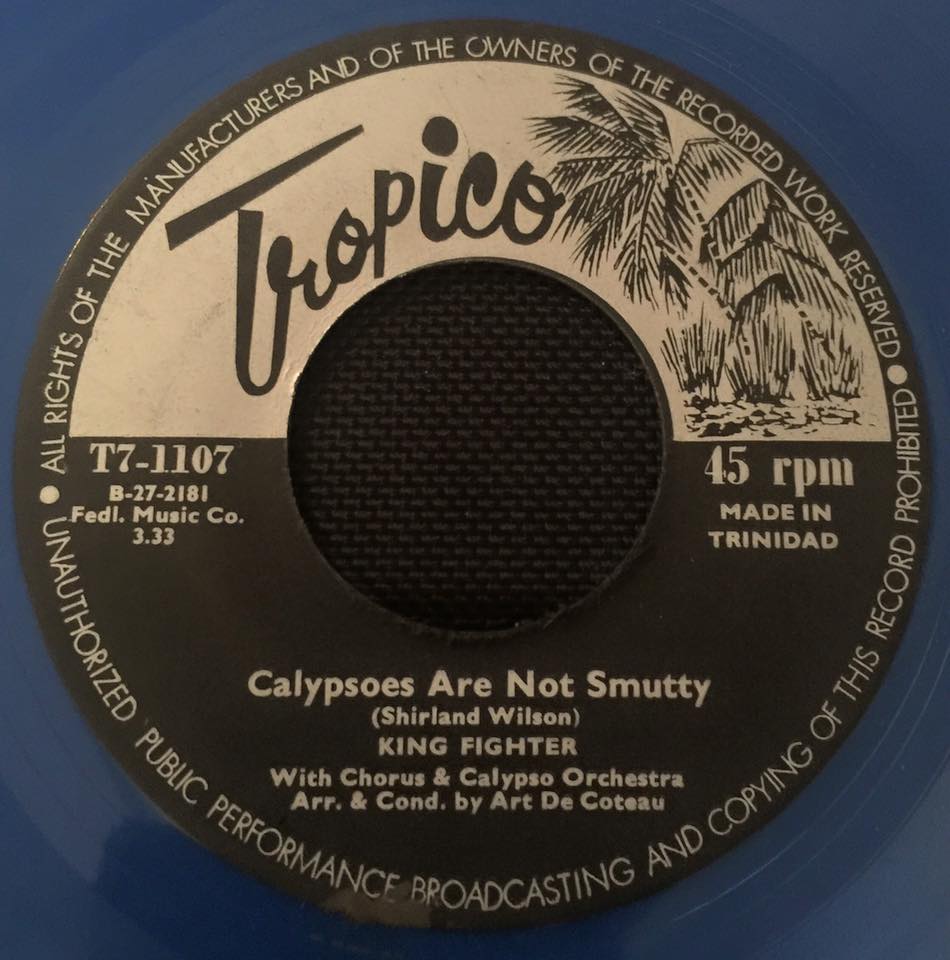 ALL RIGHTS OF THE MANUFACTURERS AND OF THE OWNERS OF THE RECORDED WORK RESERVED
Tropico
T7-1107
B-27-2181
Fedl. Music Co.
3.33
45 rpm
MADE IN
TRINIDAD
Calypsoes Are Not Smutty
(Shirland Wilson)
KING FIGHTER
With Chorus & Calypso Orchestra
Arr. & Cond. by Art De Coteau
UNAUTHORIZED PUBLIC PERFORMANCE BROADCASTING AND COPYING OF THIS RECORD PROHIBITED